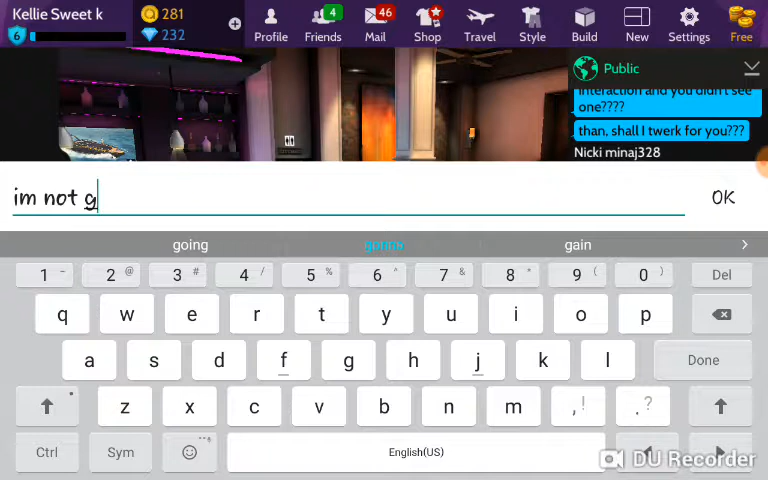 Kellie Sweet k
6
281
232
Profile
4
Friends
46
Mail
Shop
Travel
Style
Build
New
Settings
Free
Public
interaction and you didn't see
one????
than, shall I twerk for you???
Nicki minaj328
im not g
OK
going gonna gain >
1 - 2 @ 3 # 4 / 5 % 6 ^ 7 & 8 * 9 ( 0 ) Del
q w e r t y u i o p
a s d f g h j k l Done
z x c v b n m , ! . ?
Ctrl Sym English(US)
DU Recorder